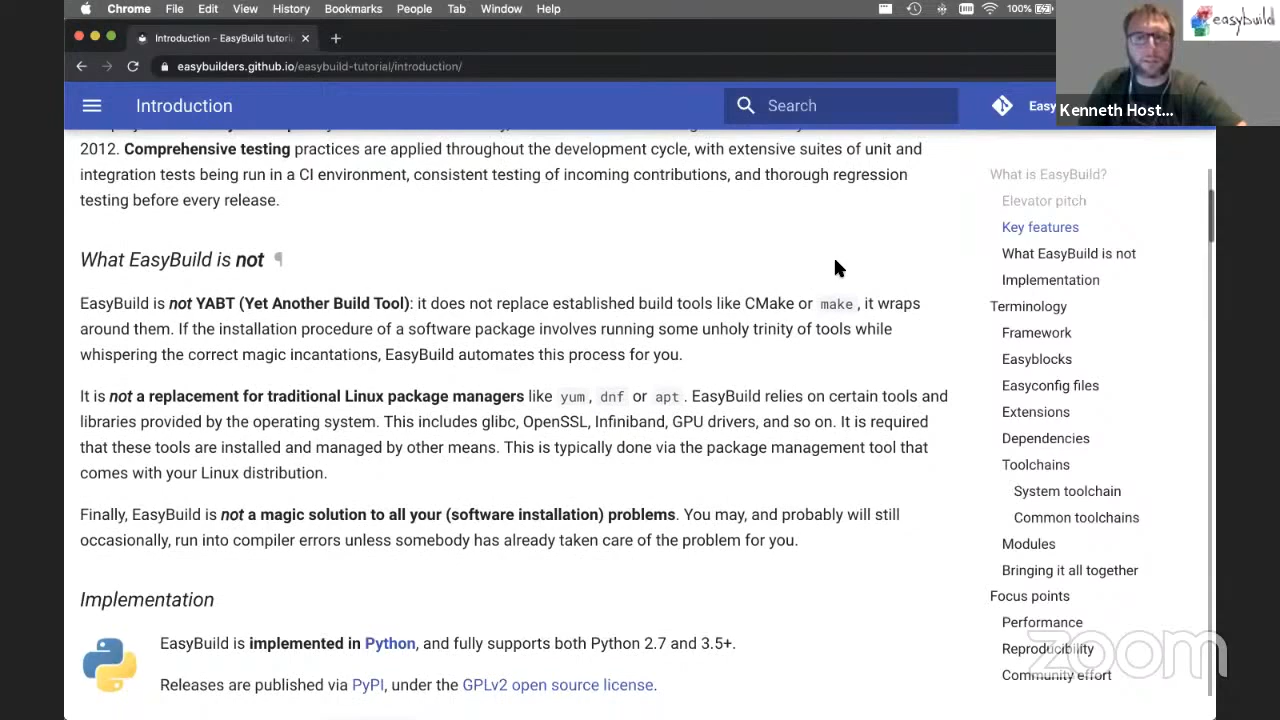 Chrome File Edit View History Bookmarks People Tab Window Help 100%
Introduction - EasyBuild tutoria
easybuild
easybuilders.github.io/easybuild-tutorial/introduction/
Introduction
Search
Easy
Kenneth Host...
2012. Comprehensive testing practices are applied throughout the development cycle, with extensive suites of unit and
integration tests being run in a CI environment, consistent testing of incoming contributions, and thorough regression
testing before every release.
What EasyBuild is not ¶
EasyBuild is not YABT (Yet Another Build Tool): it does not replace established build tools like CMake or make, it wraps
around them. If the installation procedure of a software package involves running some unholy trinity of tools while
whispering the correct magic incantations, EasyBuild automates this process for you.
It is not a replacement for traditional Linux package managers like yum, dnf or apt. EasyBuild relies on certain tools and
libraries provided by the operating system. This includes glibc, OpenSSL, Infiniband, GPU drivers, and so on. It is required
that these tools are installed and managed by other means. This is typically done via the package management tool that
comes with your Linux distribution.
Finally, EasyBuild is not a magic solution to all your (software installation) problems. You may, and probably will still
occasionally, run into compiler errors unless somebody has already taken care of the problem for you.
Implementation
EasyBuild is implemented in Python, and fully supports both Python 2.7 and 3.5+.
Releases are published via PyPI, under the GPLv2 open source license.
What is EasyBuild?
Elevator pitch
Key features
What EasyBuild is not
Implementation
Terminology
Framework
Easyblocks
Easyconfig files
Extensions
Dependencies
Toolchains
System toolchain
Common toolchains
Modules
Bringing it all together
Focus points
Performance
Reproducibility
Community effort
zoom